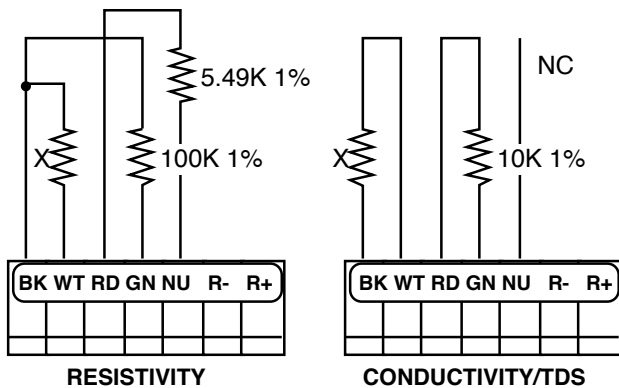 5.49K 1%
X
100K 1%
BK WT RD GN NU R- R+
RESISTIVITY
NC
X
10K 1%
BK WT RD GN NU R- R+
CONDUCTIVITY/TDS